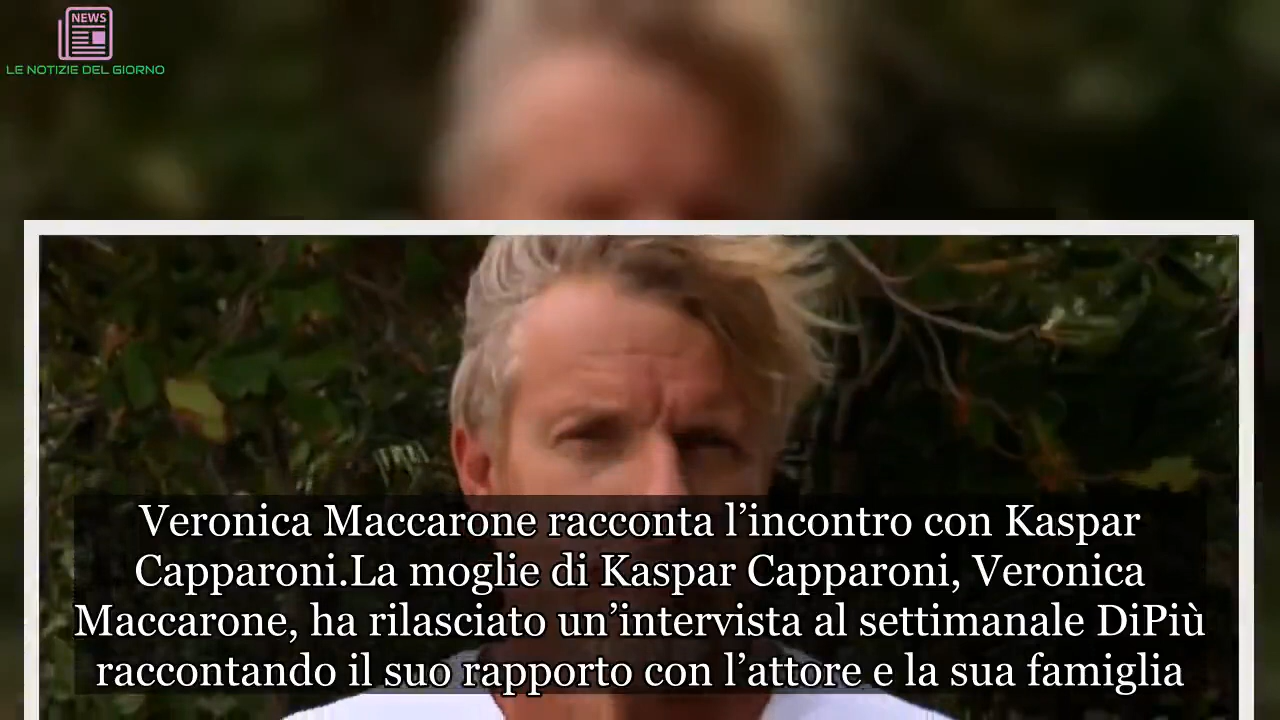 NEWS
LE NOTIZIE DEL GIORNO
Veronica Maccarone racconta l’incontro con Kaspar
Capparoni.La moglie di Kaspar Capparoni, Veronica
Maccarone, ha rilasciato un’intervista al settimanale DiPiù
raccontando il suo rapporto con l’attore e la sua famiglia